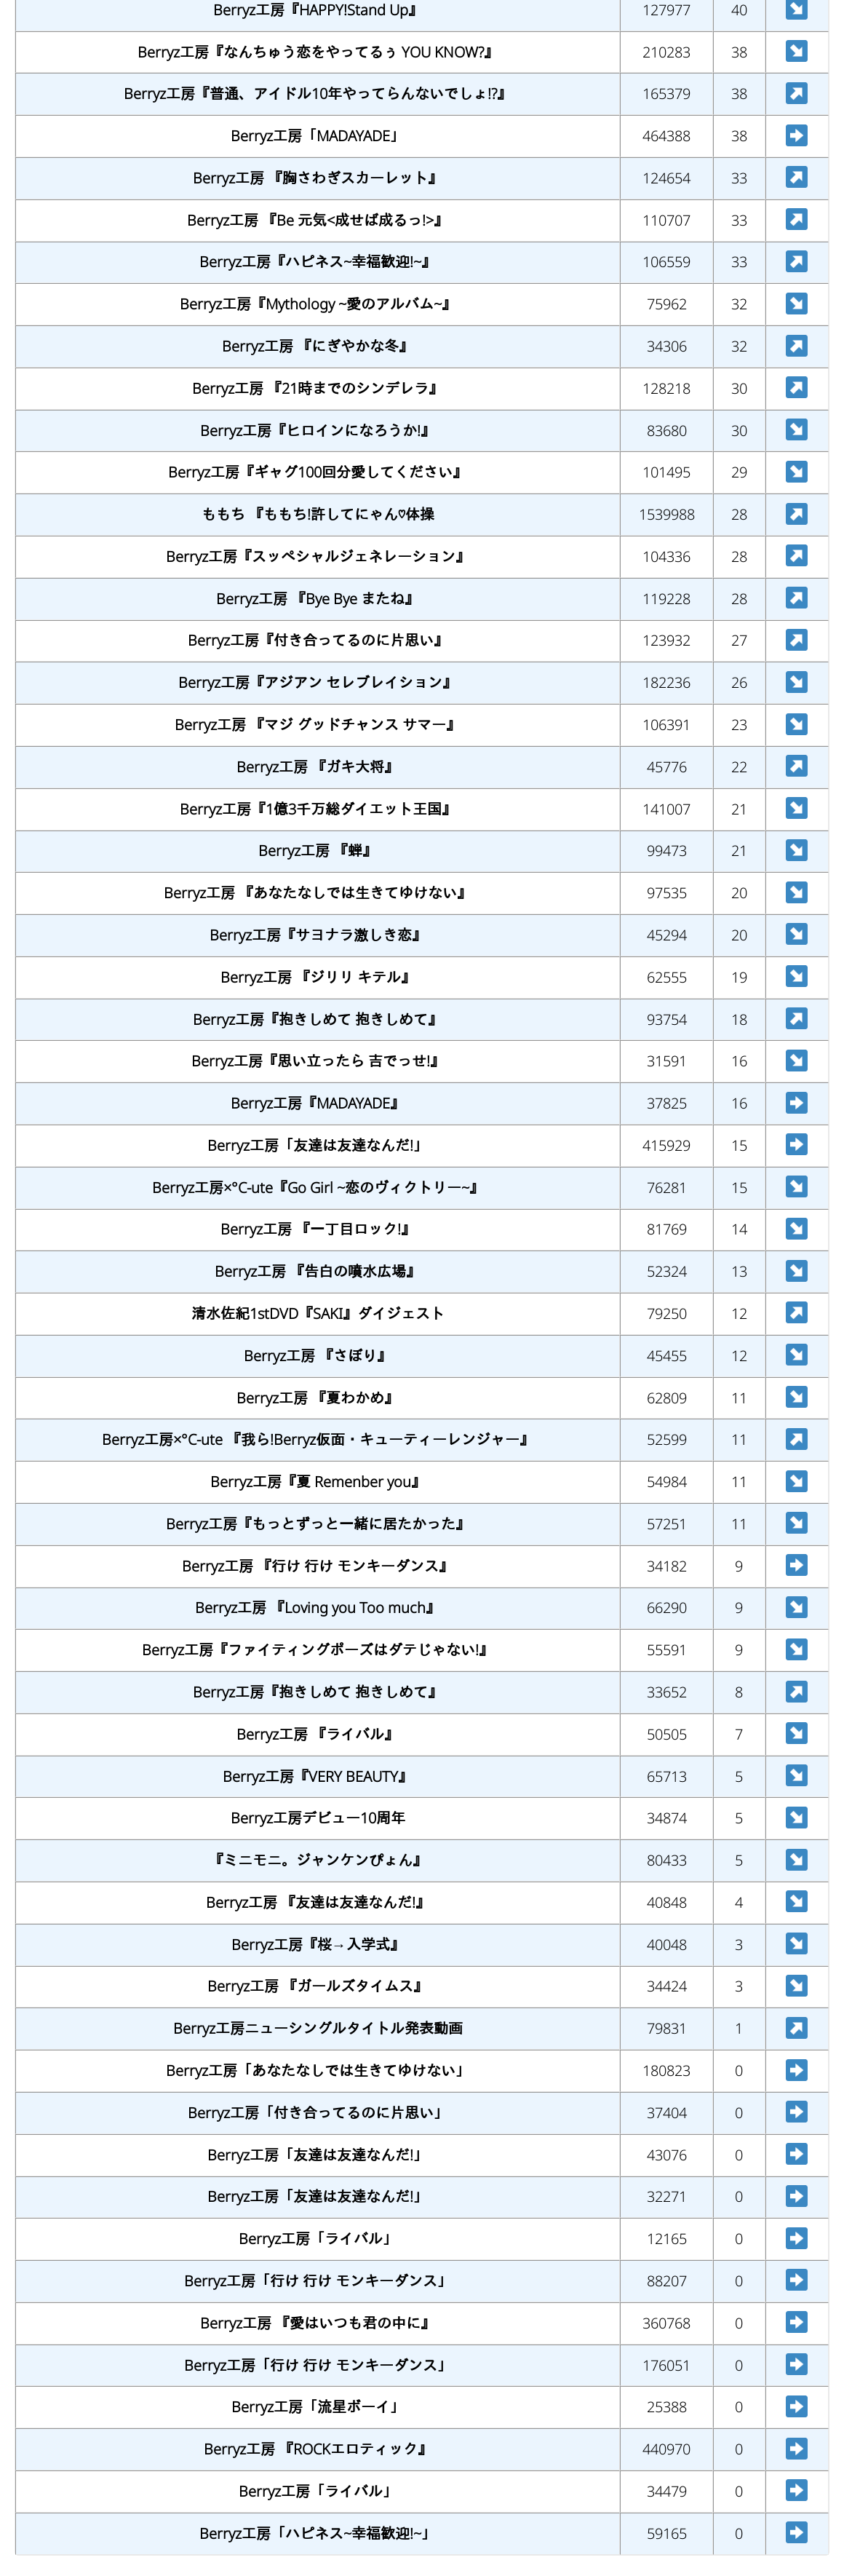 Berryz工房『HAPPY!Stand Up』 127977 40
Berryz工房『なんちゅう恋をやってるぅ YOU KNOW?』 210283 38
Berryz工房『普通、アイドル10年やってらんないでしょ!?』 165379 38
Berryz工房「MADAYADE」 464388 38
Berryz工房 『胸さわぎスカーレット』 124654 33
Berryz工房 『Be 元気<成せば成るっ!>』 110707 33
Berryz工房『ハピネス~幸福歓迎!~』 106559 33
Berryz工房『Mythology ~愛のアルバム~』 75962 32
Berryz工房 『にぎやかな冬』 34306 32
Berryz工房 『21時までのシンデレラ』 128218 30
Berryz工房『ヒロインになろうか!』 83680 30
Berryz工房『ギャグ100回分愛してください』 101495 29
ももち 『ももち!許してにゃん♡体操 1539988 28
Berryz工房『スッペシャルジェネレーション』 104336 28
Berryz工房 『Bye Bye またね』 119228 28
Berryz工房『付き合ってるのに片思い』 123932 27
Berryz工房『アジアン セレブレイション』 182236 26
Berryz工房 『マジ グッドチャンス サマー』 106391 23
Berryz工房 『ガキ大将』 45776 22
Berryz工房『1億3千万総ダイエット王国』 141007 21
Berryz工房 『蝉』 99473 21
Berryz工房 『あなたなしでは生きてゆけない』 97535 20
Berryz工房『サヨナラ激しき恋』 45294 20
Berryz工房 『ジリリ キテル』 62555 19
Berryz工房『抱きしめて 抱きしめて』 93754 18
Berryz工房『思い立ったら 吉でっせ!』 31591 16
Berryz工房『MADAYADE』 37825 16
Berryz工房「友達は友達なんだ!」 415929 15
Berryz工房×°C-ute『Go Girl ~恋のヴィクトリー~』 76281 15
Berryz工房 『一丁目ロック!』 81769 14
Berryz工房 『告白の噴水広場』 52324 13
清水佐紀1stDVD『SAKI』ダイジェスト 79250 12
Berryz工房 『さぼり』 45455 12
Berryz工房 『夏わかめ』 62809 11
Berryz工房×°C-ute 『我ら!Berryz仮面・キューティーレンジャー』 52599 11
Berryz工房『夏 Remenber you』 54984 11
Berryz工房『もっとずっと一緒に居たかった』 57251 11
Berryz工房 『行け 行け モンキーダンス』 34182 9
Berryz工房 『Loving you Too much』 66290 9
Berryz工房『ファイティングポーズはダテじゃない!』 55591 9
Berryz工房『抱きしめて 抱きしめて』 33652 8
Berryz工房 『ライバル』 50505 7
Berryz工房『VERY BEAUTY』 65713 5
Berryz工房デビュー10周年 34874 5
『ミニモニ。ジャンケンぴょん』 80433 5
Berryz工房 『友達は友達なんだ!』 40848 4
Berryz工房『桜→入学式』 40048 3
Berryz工房 『ガールズタイムス』 34424 3
Berryz工房ニューシングルタイトル発表動画 79831 1
Berryz工房「あなたなしでは生きてゆけない」 180823 0
Berryz工房「付き合ってるのに片思い」 37404 0
Berryz工房「友達は友達なんだ!」 43076 0
Berryz工房「友達は友達なんだ!」 32271 0
Berryz工房「ライバル」 12165 0
Berryz工房「行け 行け モンキーダンス」 88207 0
Berryz工房 『愛はいつも君の中に』 360768 0
Berryz工房「行け 行け モンキーダンス」 176051 0
Berryz工房「流星ボーイ」 25388 0
Berryz工房 『ROCKエロティック』 440970 0
Berryz工房「ライバル」 34479 0
Berryz工房「ハピネス~幸福歓迎!~」 59165 0